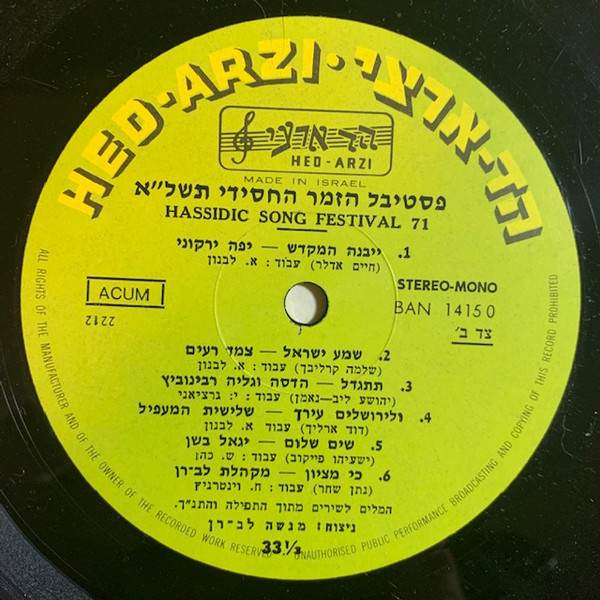 HED-ARZI • הד-ארצי
הד ארצי
HED-ARZI
MADE IN ISRAEL
פסטיבל הזמר החסידי תשל"א
HASSIDIC SONG FESTIVAL 71
1. ייבנה המקדש — יפה ירקוני
(חיים אדלר) עבוד: א. לבנון
ACUM
2212
STEREO-MONO
BAN 14150
צד ב'
2. שמע ישראל — צמד רעים
(שלמה קרליבך) עבוד: א. לבנון
3. תתגדל — הדסה וגליה רבינוביץ
(יהושע ליב-נאמן) עבוד: י. גרציאני
4. ולירושלים עירך — שלישית המעפיל
(דוד ארליך) עבוד א. לבנון
5. שים שלום — יגאל בשן
(ישעיהו פייקוב) עבוד: ש. כהן
6. כי מציון — מקהלת לב-רן
(נתן שחר) עבוד: ח. וינטרניץ
המלים לשירים מתוך התפילה והתנ"ך.
ניצוח: מנשה לב-רן
33⅓
ALL RIGHTS OF THE MANUFACTURER AND OF THE OWNER OF THE RECORDED WORK RESERVED • UNAUTHORISED PUBLIC PERFORMANCE BROADCASTING AND COPYING OF THIS RECORD PROHIBITED